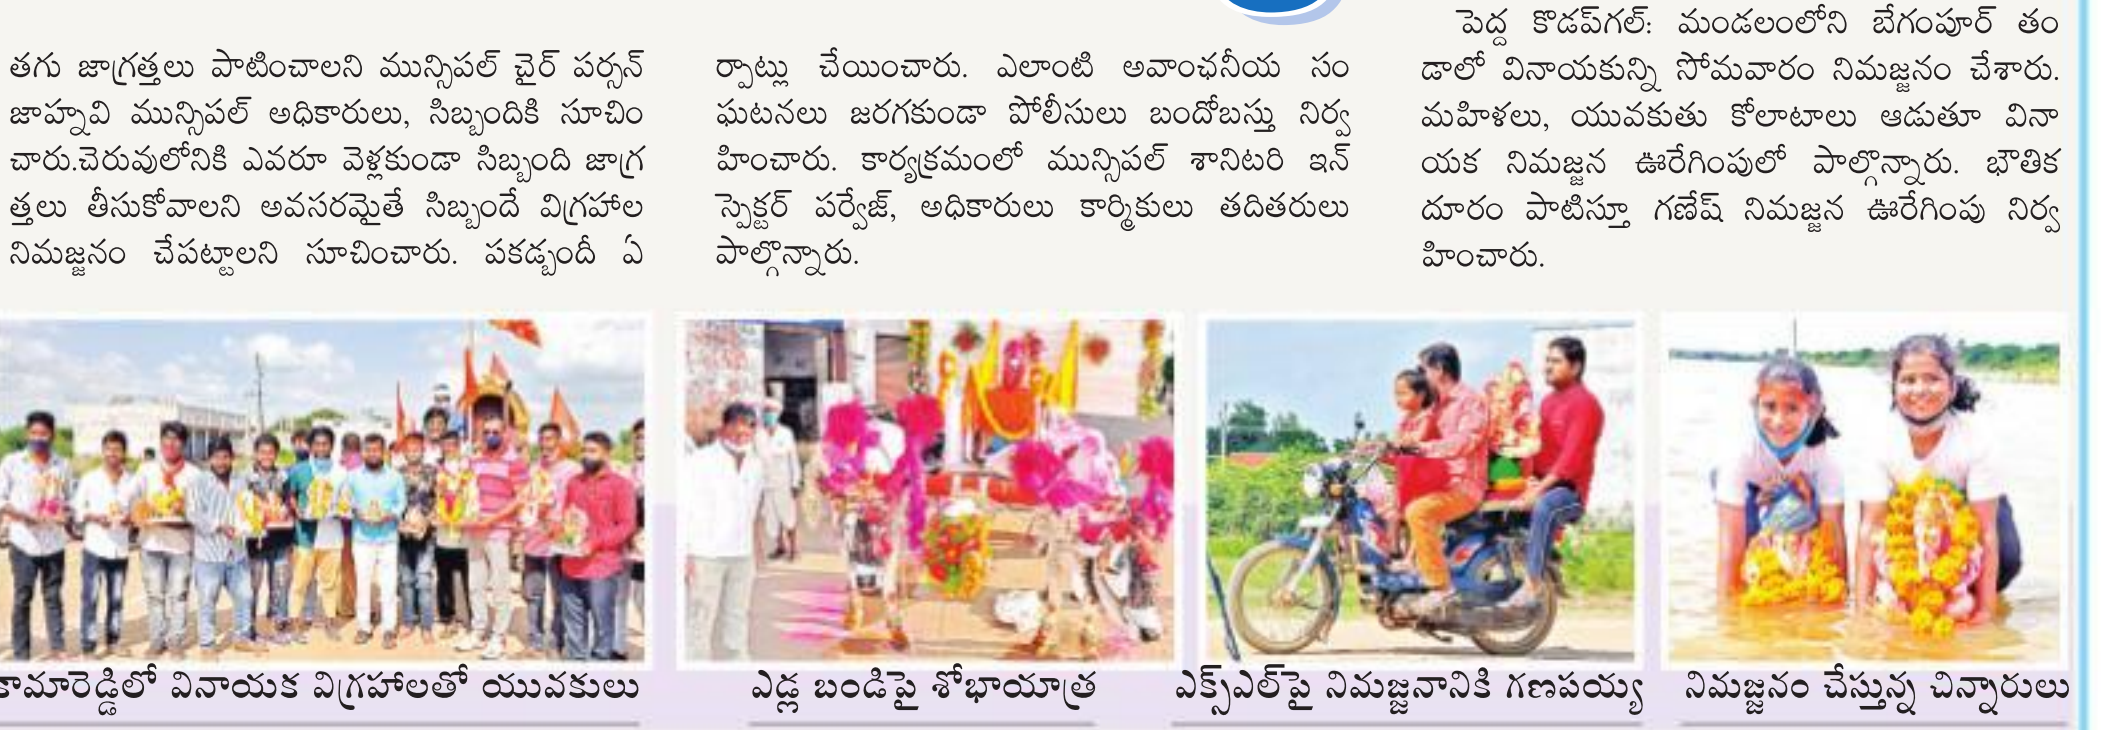 తగు జాగ్రత్తలు పాటించాలని మున్సిపల్ చైర్ పర్సన్
జాహ్నవి మున్సిపల్ అధికారులు, సిబ్బందికి సూచిం
చారు.చెరువులోనికి ఎవరూ వెళ్లకుండా సిబ్బంది జాగ్ర
త్తలు తీసుకోవాలని అవసరమైతే సిబ్బందే విగ్రహాల
నిమజ్జనం చేపట్టాలని సూచించారు. పకడ్బందీ ఏ
ర్పాట్లు చేయించారు. ఎలాంటి అవాంఛనీయ సం
ఘటనలు జరగకుండా పోలీసులు బందోబస్తు నిర్వ
హించారు. కార్యక్రమంలో మున్సిపల్ శానిటరి ఇన్
స్పెక్టర్ పర్వేజ్, అధికారులు కార్మికులు తదితరులు
పాల్గొన్నారు.
పెద్ద కొడప్‌గల్: మండలంలోని బేగంపూర్ తం
డాలో వినాయకున్ని సోమవారం నిమజ్జనం చేశారు.
మహిళలు, యువకుతు కోలాటాలు ఆడుతూ వినా
యక నిమజ్జన ఊరేగింపులో పాల్గొన్నారు. భౌతిక
దూరం పాటిస్తూ గణేష్ నిమజ్జన ఊరేగింపు నిర్వ
హించారు.
కామారెడ్డిలో వినాయక విగ్రహాలతో యువకులు
ఎడ్ల బండిపై శోభాయాత్ర
ఎక్స్ఎల్‌పై నిమజ్జనానికి గణపయ్య
నిమజ్జనం చేస్తున్న చిన్నారులు